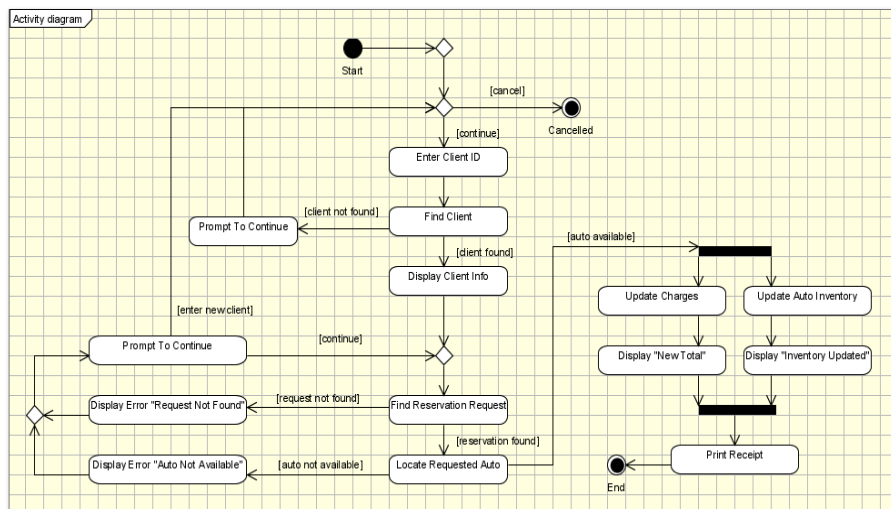 Activity diagram
Start
[cancel]
Cancelled
[continue]
Enter Client ID
[client not found]
Find Client
Prompt To Continue
[client found]
[auto available]
Display Client Info
Update Charges
Update Auto Inventory
[enter new client]
[continue]
Prompt To Continue
Display "New Total"
Display "Inventory Updated"
[request not found]
Display Error "Request Not Found"
Find Reservation Request
[reservation found]
Display Error "Auto Not Available"
[auto not available]
Locate Requested Auto
Print Receipt
End